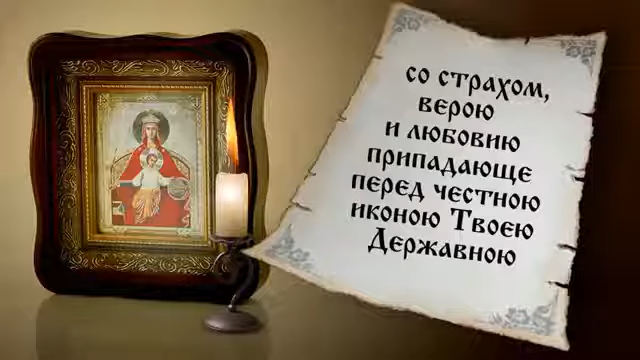 со страхом,
верою
и любовию
припадающе
перед честною
иконою Твоею
Державною